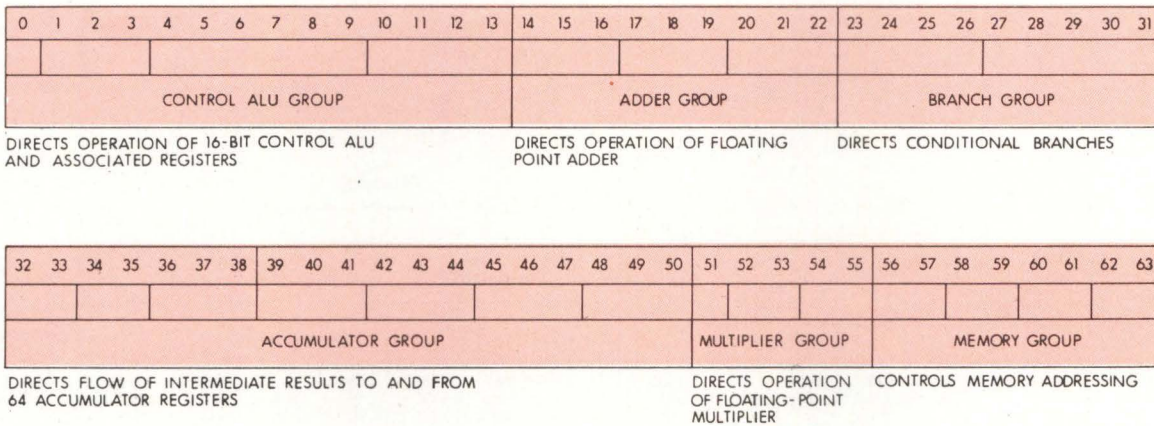 0 1 2 3 4 5 6 7 8 9 10 11 12 13 14 15 16 17 18 19 20 21 22 23 24 25 26 27 28 29 30 31
CONTROL ALU GROUP
ADDER GROUP
BRANCH GROUP
DIRECTS OPERATION OF 16-BIT CONTROL ALU
AND ASSOCIATED REGISTERS
DIRECTS OPERATION OF FLOATING
POINT ADDER
DIRECTS CONDITIONAL BRANCHES
32 33 34 35 36 37 38 39 40 41 42 43 44 45 46 47 48 49 50 51 52 53 54 55 56 57 58 59 60 61 62 63
ACCUMULATOR GROUP
MULTIPLIER GROUP
MEMORY GROUP
DIRECTS FLOW OF INTERMEDIATE RESULTS TO AND FROM
64 ACCUMULATOR REGISTERS
DIRECTS OPERATION
OF FLOATING-POINT
MULTIPLIER
CONTROLS MEMORY ADDRESSING